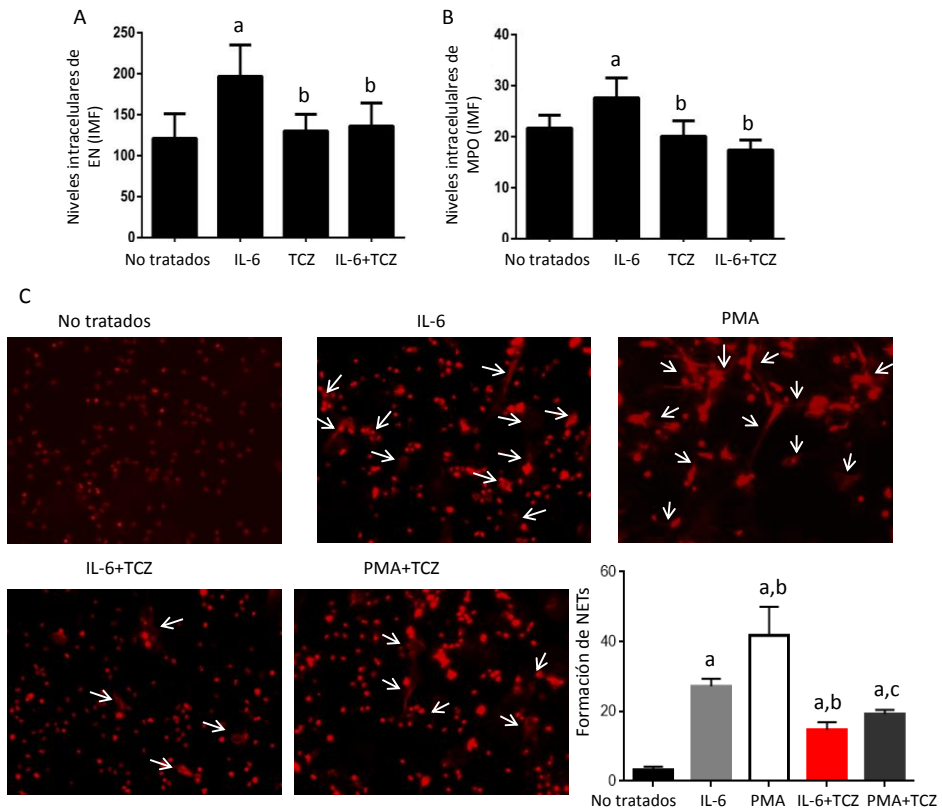 A
Niveles intracelulares de
EN (IMF)
250
200
150
100
50
0
a
b
b
No tratados
IL-6
TCZ
IL-6+TCZ
B
Niveles intracelulalres de
MPO (IMF)
40
30
20
10
0
a
b
b
No tratados
IL-6
TCZ
IL-6+TCZ
C
No tratados
IL-6
PMA
IL-6+TCZ
PMA+TCZ
Formación de NETs
60
40
20
0
a
a,b
a,b
a,c
No tratados
IL-6
PMA
IL-6+TCZ
PMA+TCZ